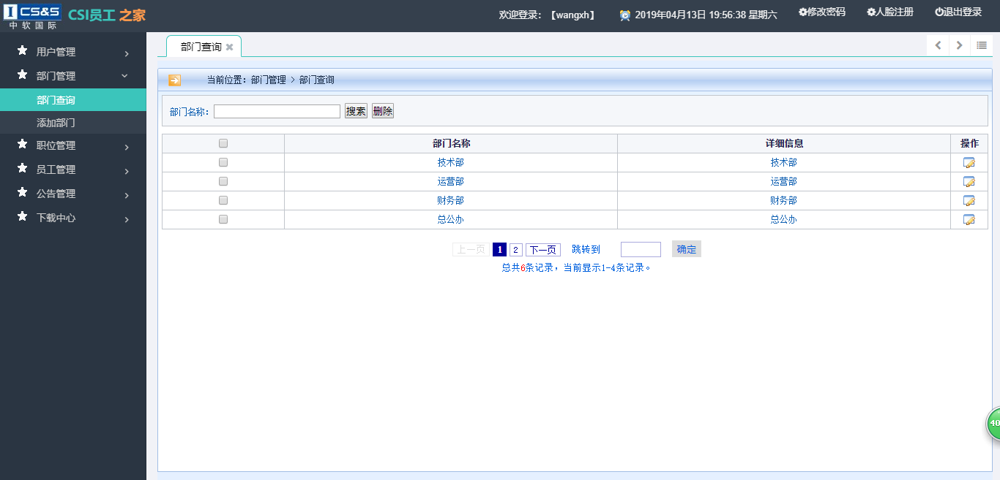 CS&S
中软国际
CSI员工 之家
欢迎登录： 【wangxh】 2019年04月13日 19:56:38 星期六 修改密码 人脸注册 退出登录
用户管理
部门管理
部门查询
添加部门
职位管理
员工管理
公告管理
下载中心
部门查询
当前位置：部门管理 > 部门查询
部门名称： 搜索 删除
部门名称 详细信息 操作
技术部 技术部
运营部 运营部
财务部 财务部
总公办 总公办
上一页 1 2 下一页 跳转到 确定
总共6条记录，当前显示1-4条记录。
40